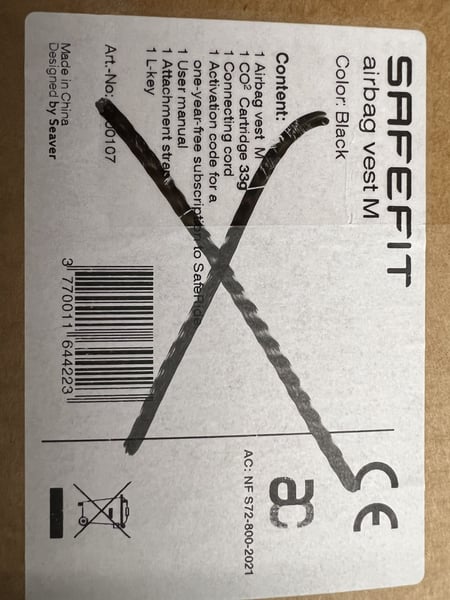 SAFEFIT
airbag vest M
Color: Black
Content:
1 Airbag vest M
1 CO² Cartridge 33g
1 Connecting cord
1 Activation code for a
one-year-free subscription to SafeRide
1 User manual
1 Attachment strap
1 L-key
Art.-No:
Made in China
Designed by Seaver
3 770011 644223
CE
ac
AC: NF S72-800-2021